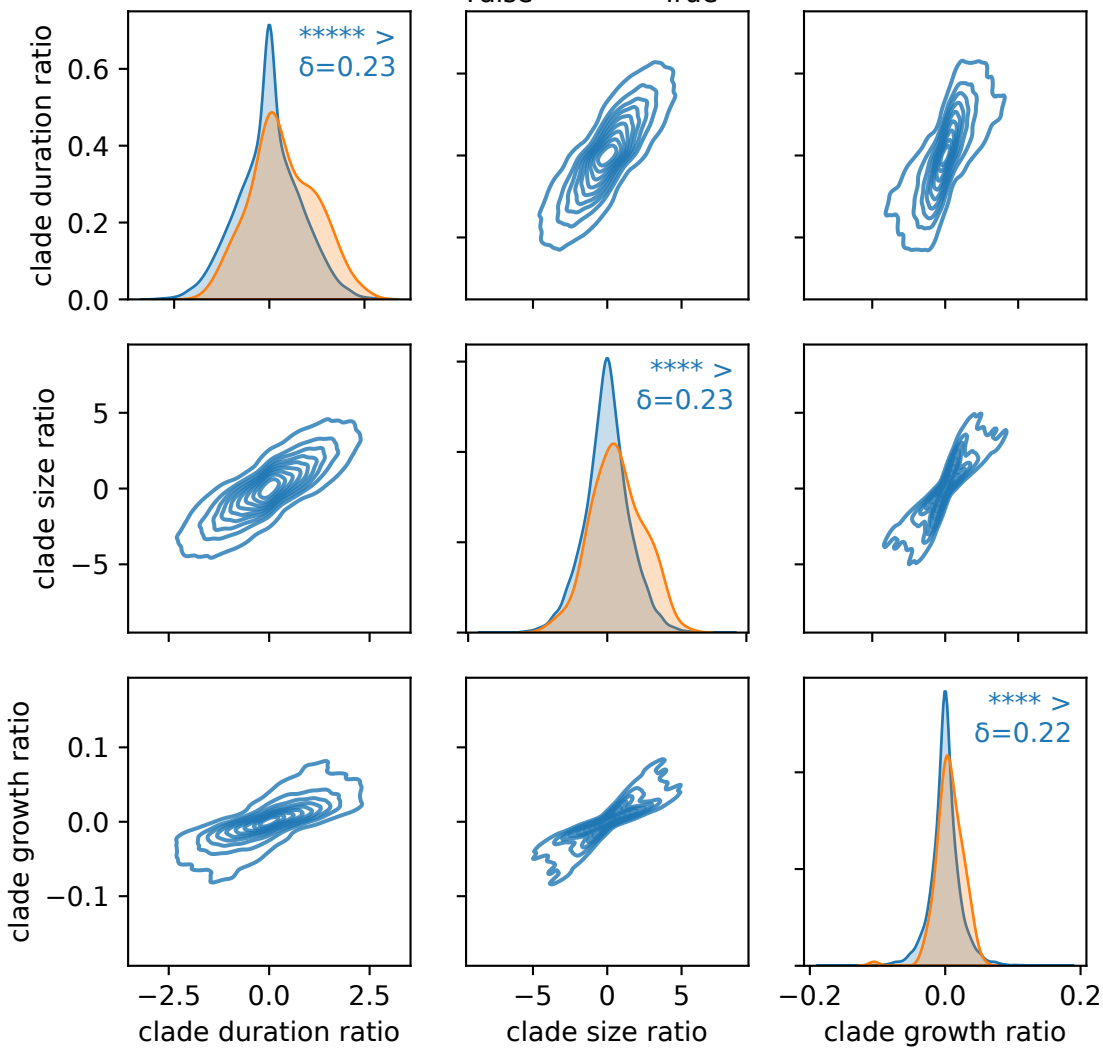 False True
clade duration ratio
0.6
0.4
0.2
0.0
***** >
δ=0.23
clade size ratio
5
0
−5
**** >
δ=0.23
clade growth ratio
0.1
0.0
−0.1
**** >
δ=0.22
−2.5 0.0 2.5
−5 0 5
−0.2 0.0 0.2
clade duration ratio
clade size ratio
clade growth ratio